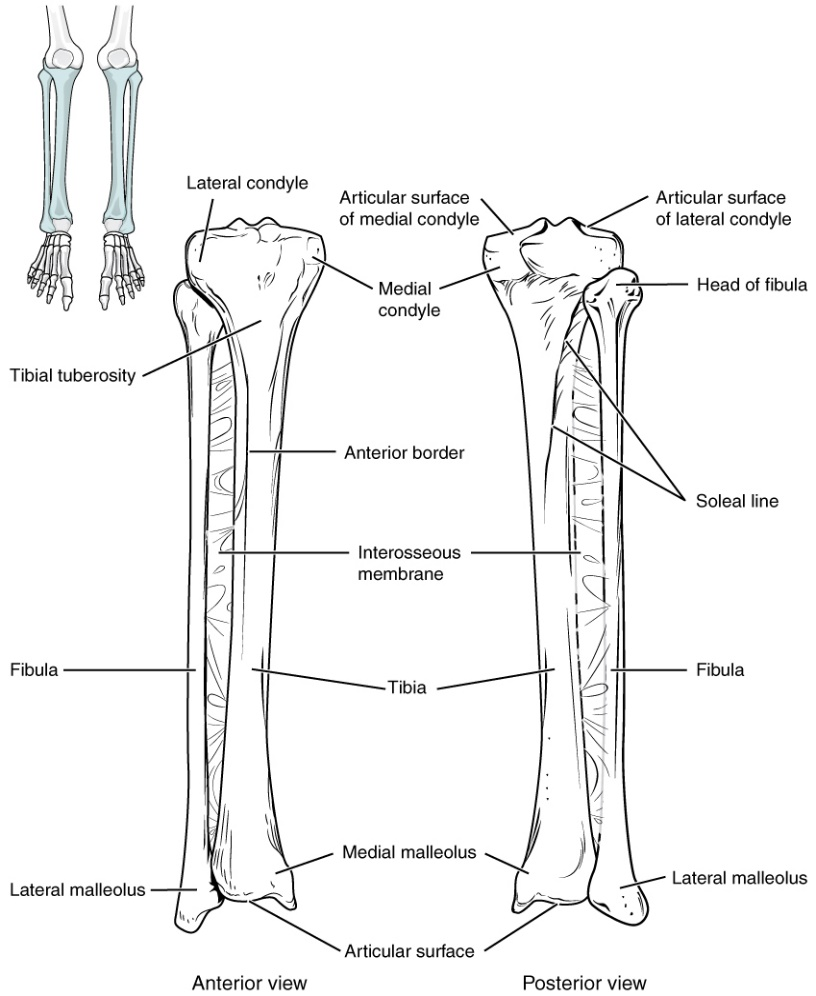 Lateral condyle
Articular surface
of medial condyle
Articular surface
of lateral condyle
Medial
condyle
Head of fibula
Tibial tuberosity
Anterior border
Soleal line
Interosseous
membrane
Fibula
Tibia
Fibula
Medial malleolus
Lateral malleolus
Lateral malleolus
Articular surface
Anterior view
Posterior view